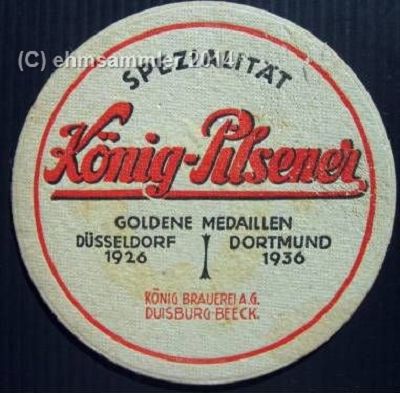 (C) ehmsammler 2014
SPEZIALITÄT
König-Pilsener
GOLDENE MEDAILLEN
DÜSSELDORF DORTMUND
1926 1936
KÖNIG BRAUEREI A.G.
DUISBURG-BEECK.